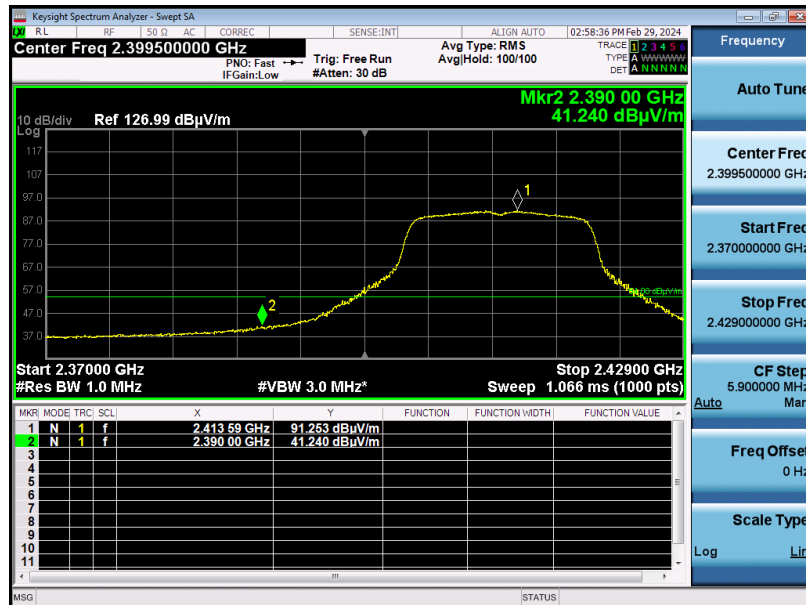 Keysight Spectrum Analyzer - Swept SA
LXI RL RF 50 Ω AC CORREC SENSE:INT ALIGN AUTO 02:58:36 PM Feb 29, 2024
Center Freq 2.399500000 GHz
PNO: Fast
IFGain:Low
Trig: Free Run
#Atten: 30 dB
Avg Type: RMS
Avg|Hold: 100/100
TRACE 1 2 3 4 5 6
TYPE A WWWWW
DET A N N N N N
Mkr2 2.390 00 GHz
41.240 dBµV/m
10 dB/div Ref 126.99 dBµV/m
Log
117
107
97.0
87.0
77.0
67.0
57.0
47.0
37.0
1
2
dBµV/m
Start 2.37000 GHz Stop 2.42900 GHz
#Res BW 1.0 MHz #VBW 3.0 MHz* Sweep 1.066 ms (1000 pts)
MKR MODE TRC SCL X Y FUNCTION FUNCTION WIDTH FUNCTION VALUE
1 N 1 f 2.413 59 GHz 91.253 dBµV/m
2 N 1 f 2.390 00 GHz 41.240 dBµV/m
3
4
5
6
7
8
9
10
11
MSG STATUS
Frequency
Auto Tune
Center Freq
2.399500000 GHz
Start Freq
2.370000000 GHz
Stop Freq
2.429000000 GHz
CF Step
5.900000 MHz
Auto Man
Freq Offset
0 Hz
Scale Type
Log Lin